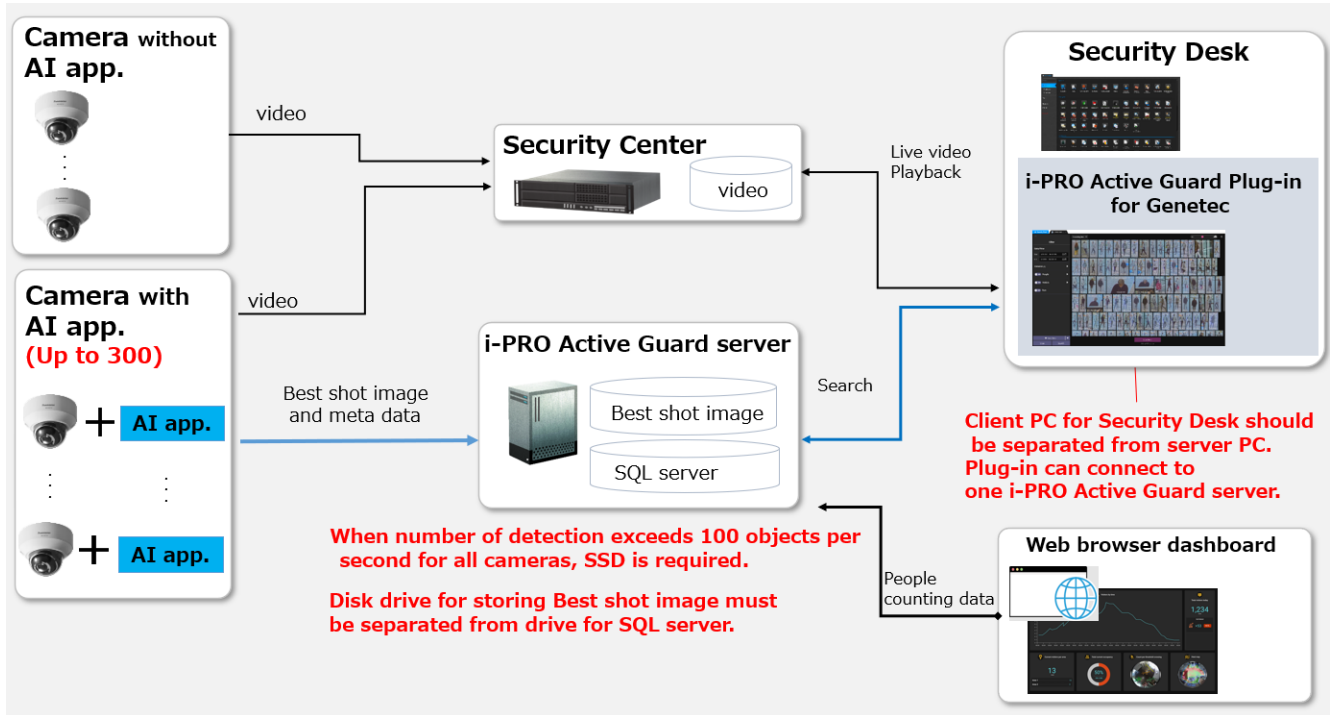 Camera without
AI app.
video
Security Center
video
Live video
Playback
Security Desk
i-PRO Active Guard Plug-in
for Genetec
Camera with
AI app.
(Up to 300)
video
AI app.
AI app.
Best shot image
and meta data
i-PRO Active Guard server
Best shot image
SQL server
Search
Client PC for Security Desk should
be separated from server PC.
Plug-in can connect to
one i-PRO Active Guard server.
When number of detection exceeds 100 objects per
second for all cameras, SSD is required.
Disk drive for storing Best shot image must
be separated from drive for SQL server.
People
counting data
Web browser dashboard
1,234
13
50%